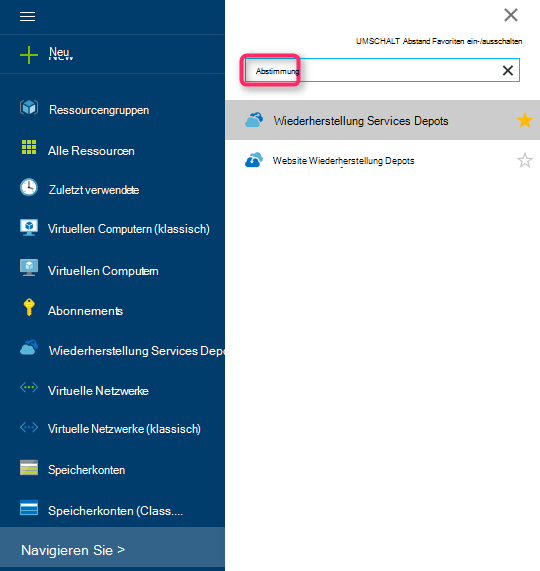 Neu
Ressourcengruppen
Alle Ressourcen
Zuletzt verwendete
Virtuellen Computern (klassisch)
Virtuellen Computern
Abonnements
Wiederherstellung Services Depo
Virtuelle Netzwerke
Virtuelle Netzwerke (klassisch)
Speicherkonten
Speicherkonten (Class....
Navigieren Sie >
UMSCHALT Abstand Favoriten ein-/ausschalten
Abstimmung
Wiederherstellung Services Depots
Website Wiederherstellung Depots